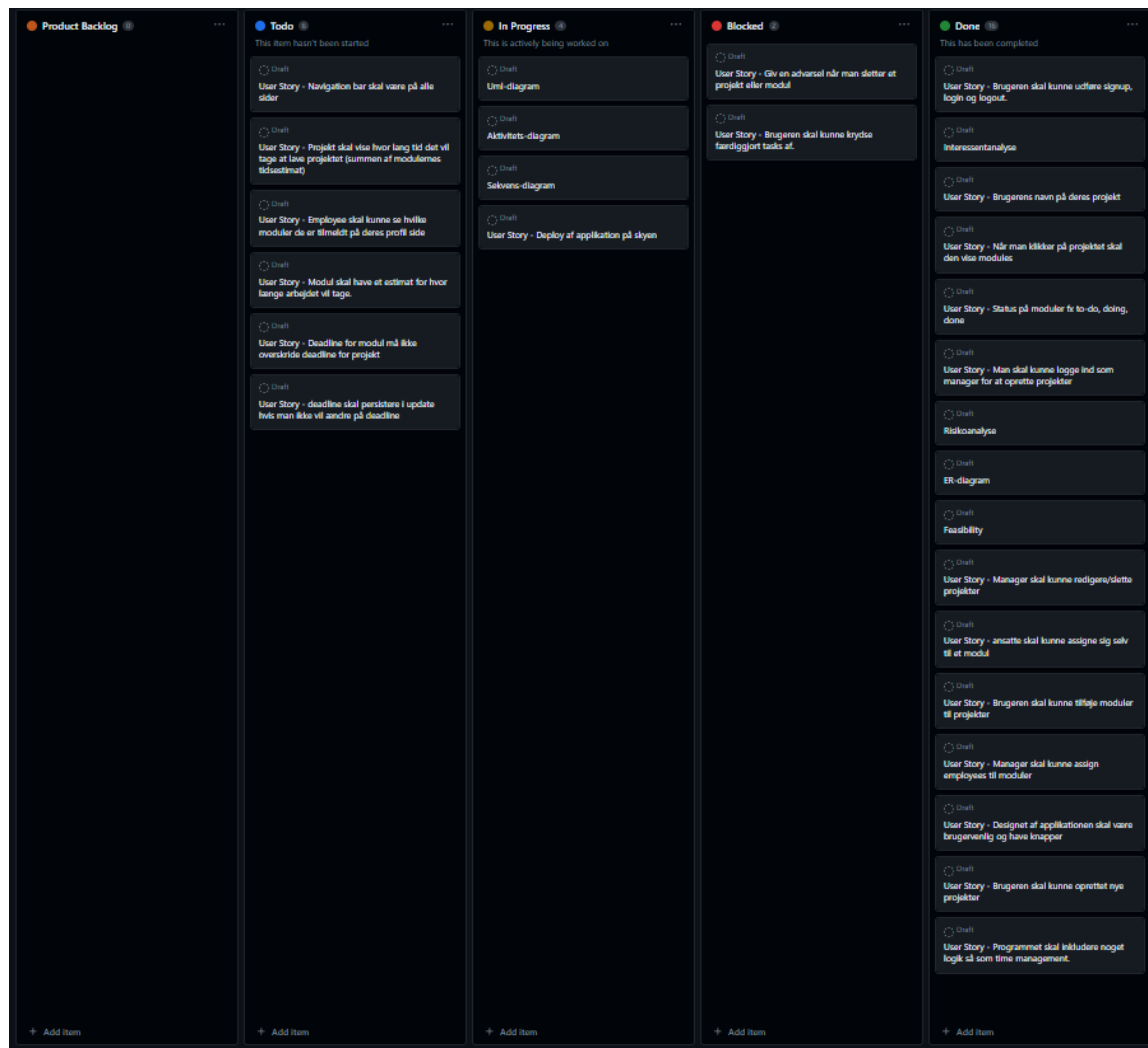 Product Backlog 0
This item hasn't been started
Todo 6
Draft
User Story - Navigation bar skal være på alle
sider
Draft
User Story - Projekt skal vise hvor lang tid det vil
tage at lave projektet (summen af modulernes
tidsestimat)
Draft
User Story - Employee skal kunne se hvilke
moduler de er tilmeldt på deres profil side
Draft
User Story - Modul skal have et estimat for hvor
længe arbejdet vil tage.
Draft
User Story - Deadline for modul må ikke
overskride deadline for projekt
Draft
User Story - deadline skal persistere i update
hvis man ikke vil ændre på deadline
In Progress 4
This is actively being worked on
Draft
Uml-diagram
Draft
Aktivitets-diagram
Draft
Sekvens-diagram
Draft
User Story - Deploy af applikation på skyen
Blocked 2
Draft
User Story - Giv en advarsel når man sletter et
projekt eller modul
Draft
User Story - Brugeren skal kunne krydse
færdiggjort tasks af.
Done 16
This has been completed
Draft
User Story - Brugeren skal kunne udføre signup,
login og logout.
Draft
Interessentanalyse
Draft
User Story - Brugerens navn på deres projekt
Draft
User Story - Når man klikker på projektet skal
den vise modules
Draft
User Story - Status på moduler fx to-do, doing,
done
Draft
User Story - Man skal kunne logge ind som
manager for at oprette projekter
Draft
Risikoanalyse
Draft
ER-diagram
Draft
Feasibility
Draft
User Story - Manager skal kunne redigere/slette
projekter
Draft
User Story - ansatte skal kunne assigne sig selv
til et modul
Draft
User Story - Brugeren skal kunne tilføje moduler
til projekter
Draft
User Story - Manager skal kunne assign
employees til moduler
Draft
User Story - Designet af applikationen skal være
brugervenlig og have knapper
Draft
User Story - Brugeren skal kunne oprettet nye
projekter
Draft
User Story - Programmet skal inkludere noget
logik så som time management.
+ Add item
+ Add item
+ Add item
+ Add item
+ Add item